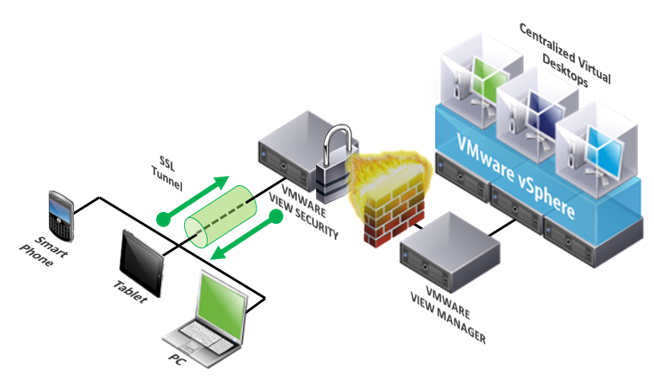 Centralized Virtual
Desktops
VMware vSphere
SSL
Tunnel
VMWARE
VIEW SECURITY
Smart
Phone
Tablet
PC
VMWARE
VIEW MANAGER